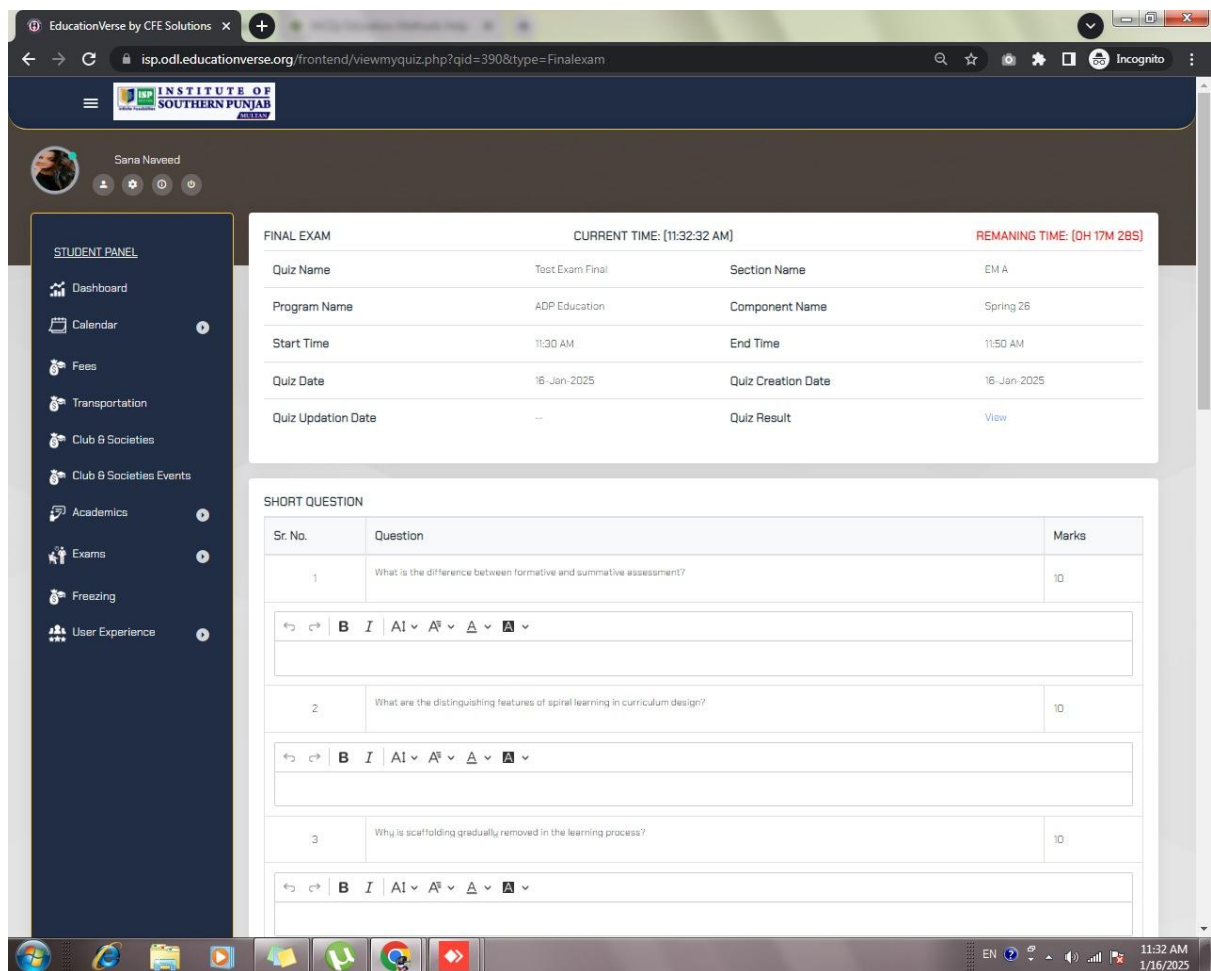 EducationVerse by CFE Solutions
isp.odl.educationverse.org/frontend/viewmyquiz.php?qid=390&type=Finalexam
Incognito
ISP INSTITUTE OF
SOUTHERN PUNJAB
MULTAN
Sana Naveed
STUDENT PANEL
Dashboard
Calendar
Fees
Transportation
Club & Societies
Club & Societies Events
Academics
Exams
Freezing
User Experience
FINAL EXAM CURRENT TIME: (11:32:32 AM) REMANING TIME: (0H 17M 28S)
Quiz Name Test Exam Final Section Name EM A
Program Name ADP Education Component Name Spring 26
Start Time 11:30 AM End Time 11:50 AM
Quiz Date 16-Jan-2025 Quiz Creation Date 16-Jan-2025
Quiz Updation Date -- Quiz Result View
SHORT QUESTION
Sr. No. Question Marks
1 What is the difference between formative and summative assessment? 10
B I AI A A A
2 What are the distinguishing features of spiral learning in curriculum design? 10
B I AI A A A
3 Why is scaffolding gradually removed in the learning process? 10
B I AI A A A
EN 11:32 AM
1/16/2025